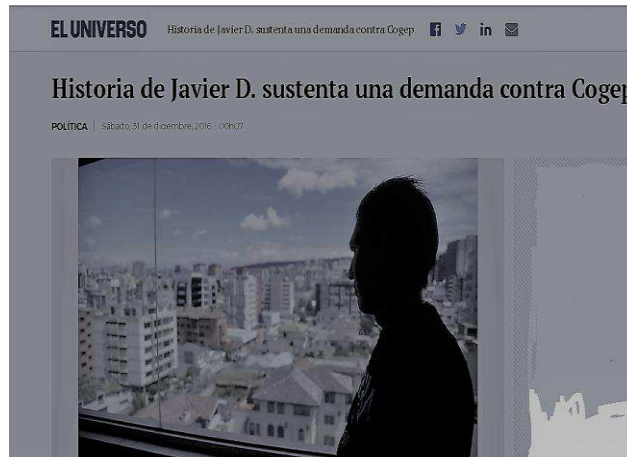 EL UNIVERSO Historia de Javier D. sustenta una demanda contra Cogep
Historia de Javier D. sustenta una demanda contra Cogep
POLÍTICA | Sábado, 31 de diciembre, 2016 - 00h07